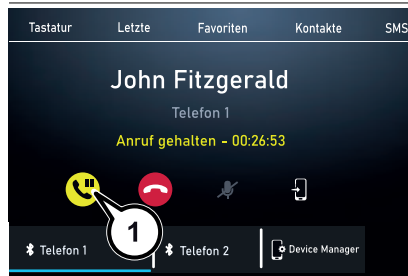 Tastatur Letzte Favoriten Kontakte SMS
John Fitzgerald
Telefon 1
Anruf gehalten - 00:26:53
1
Telefon 1 Telefon 2 Device Manager